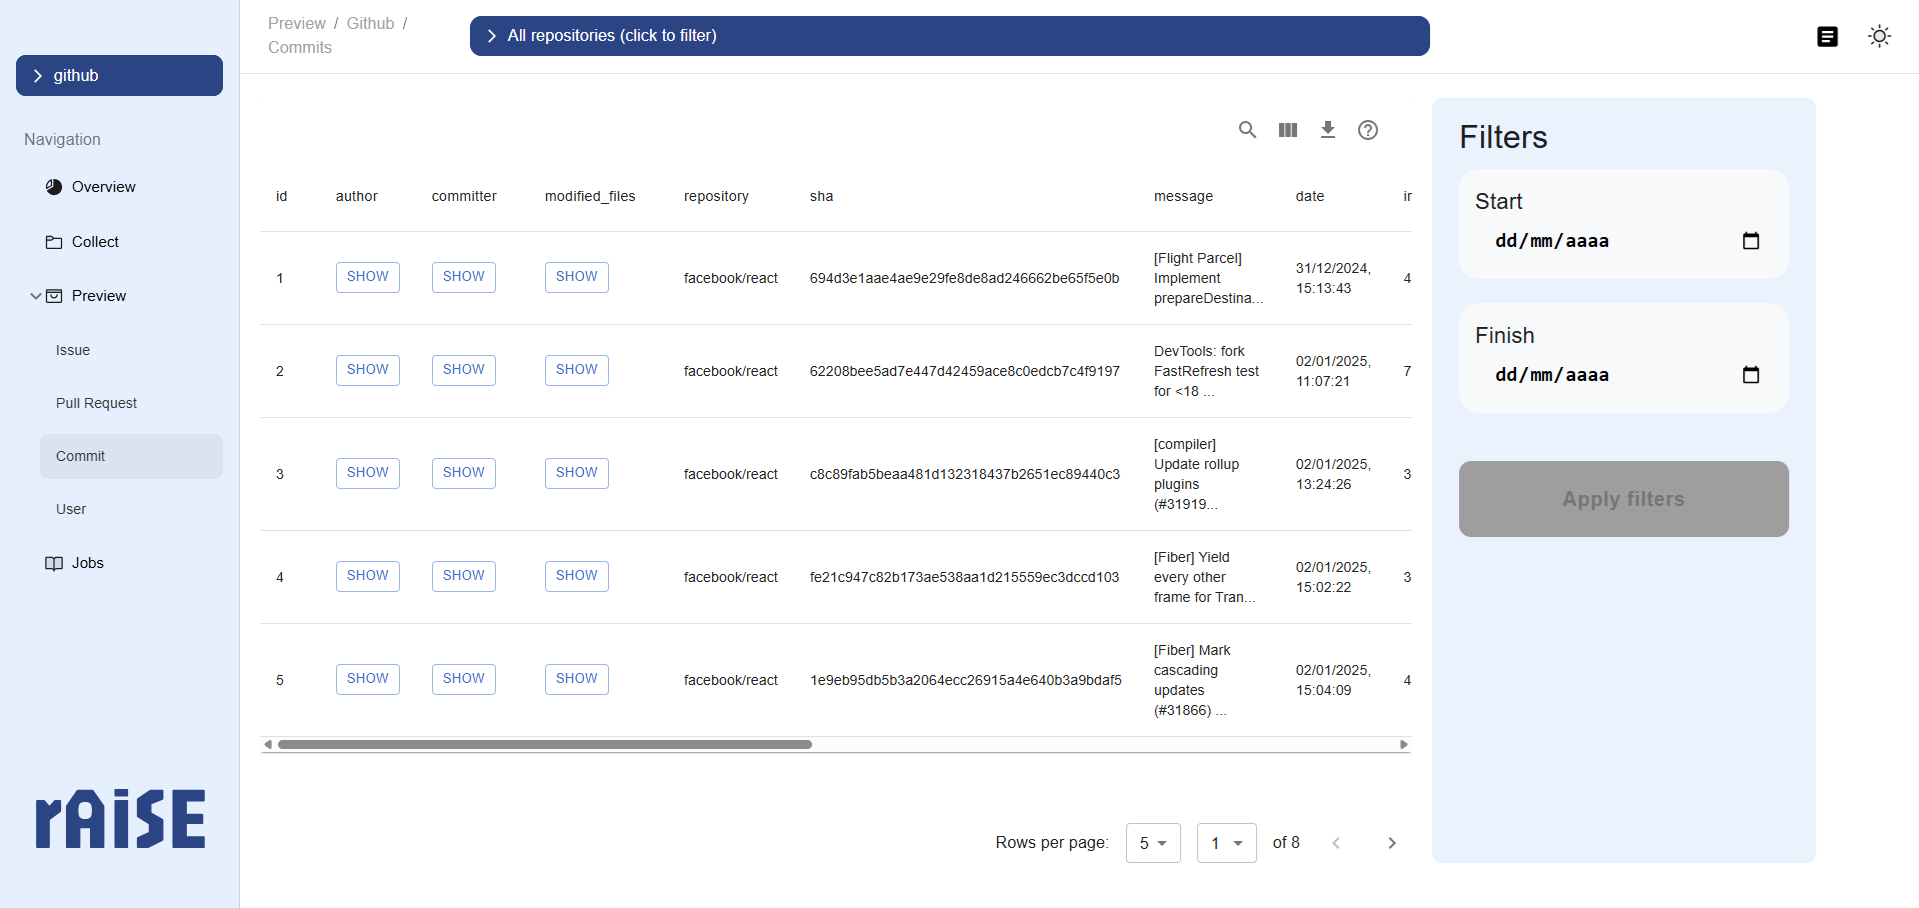 Preview / Github /
Commits
All repositories (click to filter)
github
Navigation
Overview
Collect
Preview
Issue
Pull Request
Commit
User
Jobs
rAiSE
id author committer modified_files repository sha message date
1 SHOW SHOW SHOW facebook/react 694d3e1aae4ae9e29fe8de8ad246662be65f5e0b [Flight Parcel] Implement prepareDestina... 31/12/2024, 15:13:43 4
2 SHOW SHOW SHOW facebook/react 62208bee5ad7e447d42459ace8c0edcb7c4f9197 DevTools: fork FastRefresh test for <18 ... 02/01/2025, 11:07:21 7
3 SHOW SHOW SHOW facebook/react c8c89fab5beaa481d132318437b2651ec89440c3 [compiler] Update rollup plugins (#31919... 02/01/2025, 13:24:26 3
4 SHOW SHOW SHOW facebook/react fe21c947c82b173ae538aa1d215559ec3dccd103 [Fiber] Yield every other frame for Tran... 02/01/2025, 15:02:22 3
5 SHOW SHOW SHOW facebook/react 1e9eb95db5b3a2064ecc26915a4e640b3a9bdaf5 [Fiber] Mark cascading updates (#31866) ... 02/01/2025, 15:04:09 4
Rows per page: 5 1 of 8
Filters
Start
dd/mm/aaaa
Finish
dd/mm/aaaa
Apply filters